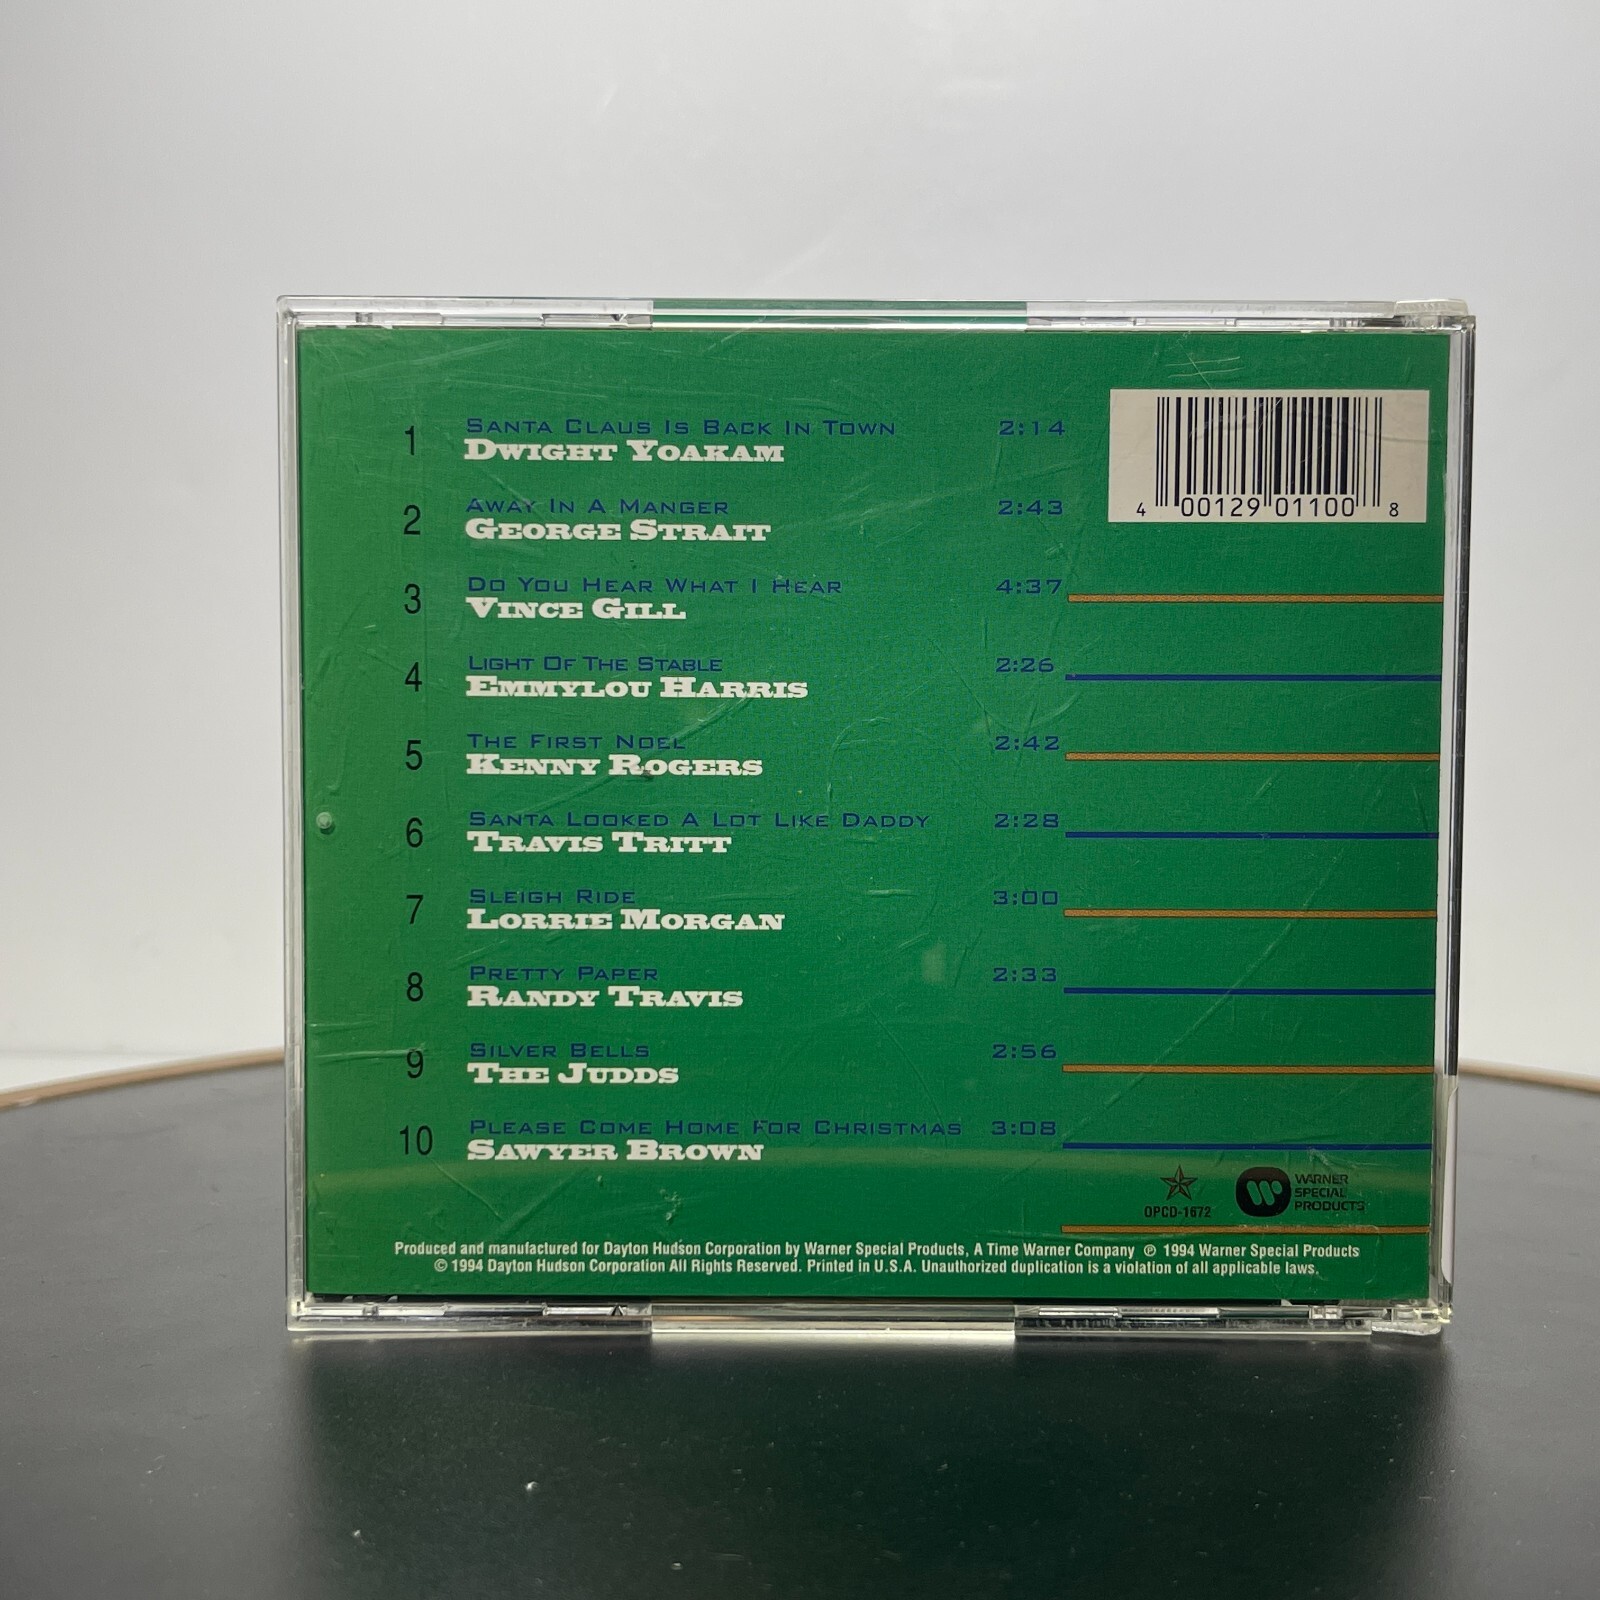 1 Santa Claus Is Back In Town 2:14
Dwight Yoakam
2 Away In A Manger 2:43
George Strait
3 Do You Hear What I Hear 4:37
Vince Gill
4 Light Of The Stable 2:26
Emmylou Harris
5 The First Noel 2:42
Kenny Rogers
6 Santa Looked A Lot Like Daddy 2:28
Travis Tritt
7 Sleigh Ride 3:00
Lorrie Morgan
8 Pretty Paper 2:33
Randy Travis
9 Silver Bells 2:56
The Judds
10 Please Come Home For Christmas 3:08
Sawyer Brown
4 00129 01100 8
OPCD-1672
WARNER
SPECIAL
PRODUCTS
Produced and manufactured for Dayton Hudson Corporation by Warner Special Products, A Time Warner Company ℗ 1994 Warner Special Products
© 1994 Dayton Hudson Corporation All Rights Reserved. Printed in U.S.A. Unauthorized duplication is a violation of all applicable laws.